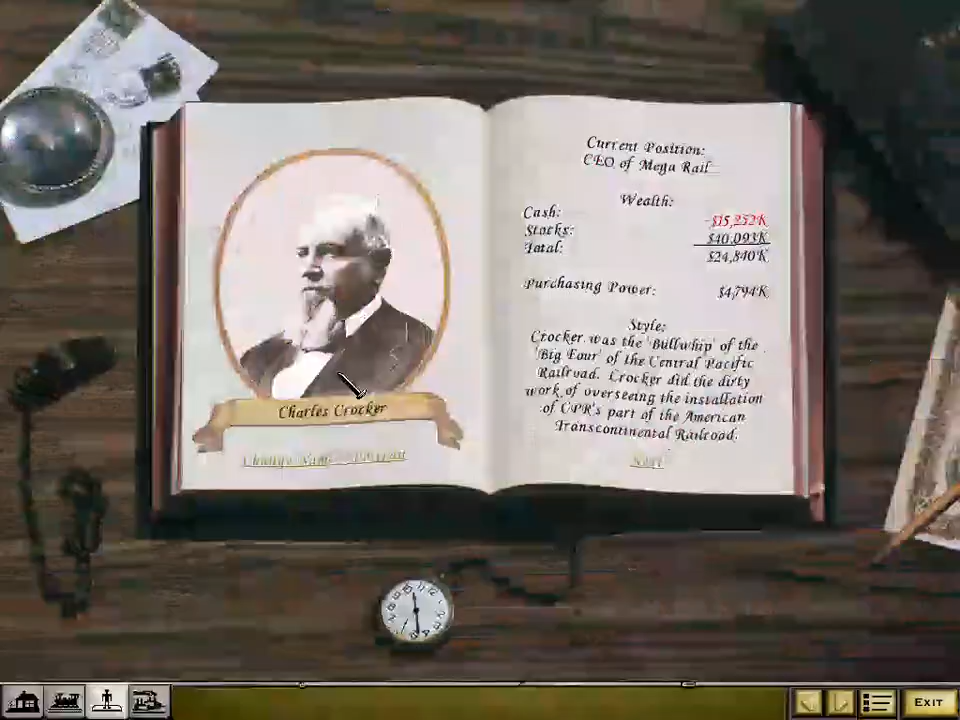 Current Position:
CEO of Mega Rail
Wealth:
Cash: -$15,252K
Stocks: $40,093K
Total: $24,840K
Purchasing Power: $4,794K
Style:
Crocker was the 'Bullwhip' of the
'Big Four' of the Central Pacific
Railroad. Crocker did the dirty
work of overseeing the installation
of CPR's part of the American
Transcontinental Railroad.
Next
Charles Crocker
EXIT